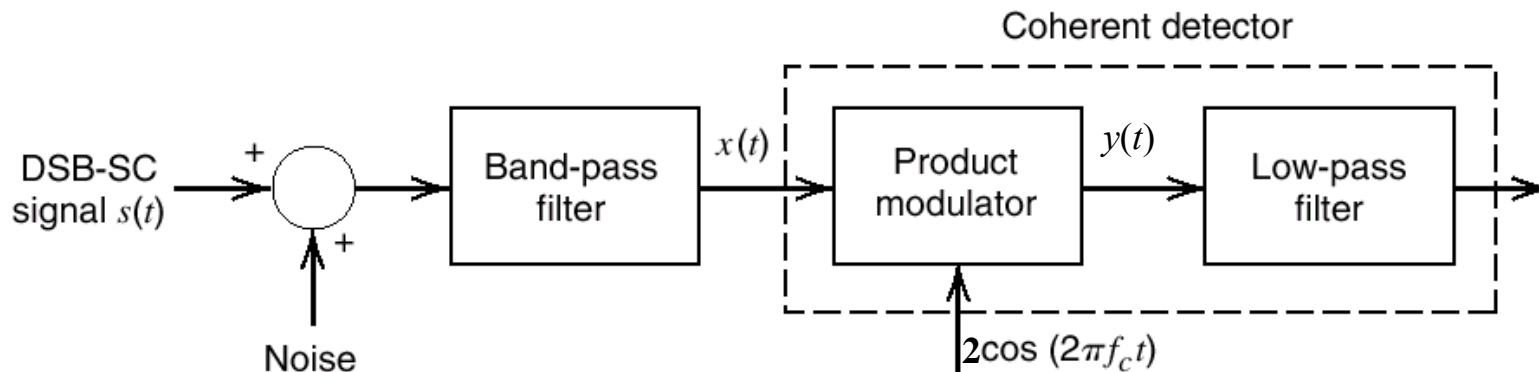 Coherent detector
DSB-SC
signal s(t)
+
+
Noise
Band-pass
filter
x(t)
Product
modulator
y(t)
Low-pass
filter
2cos (2πf_c t)